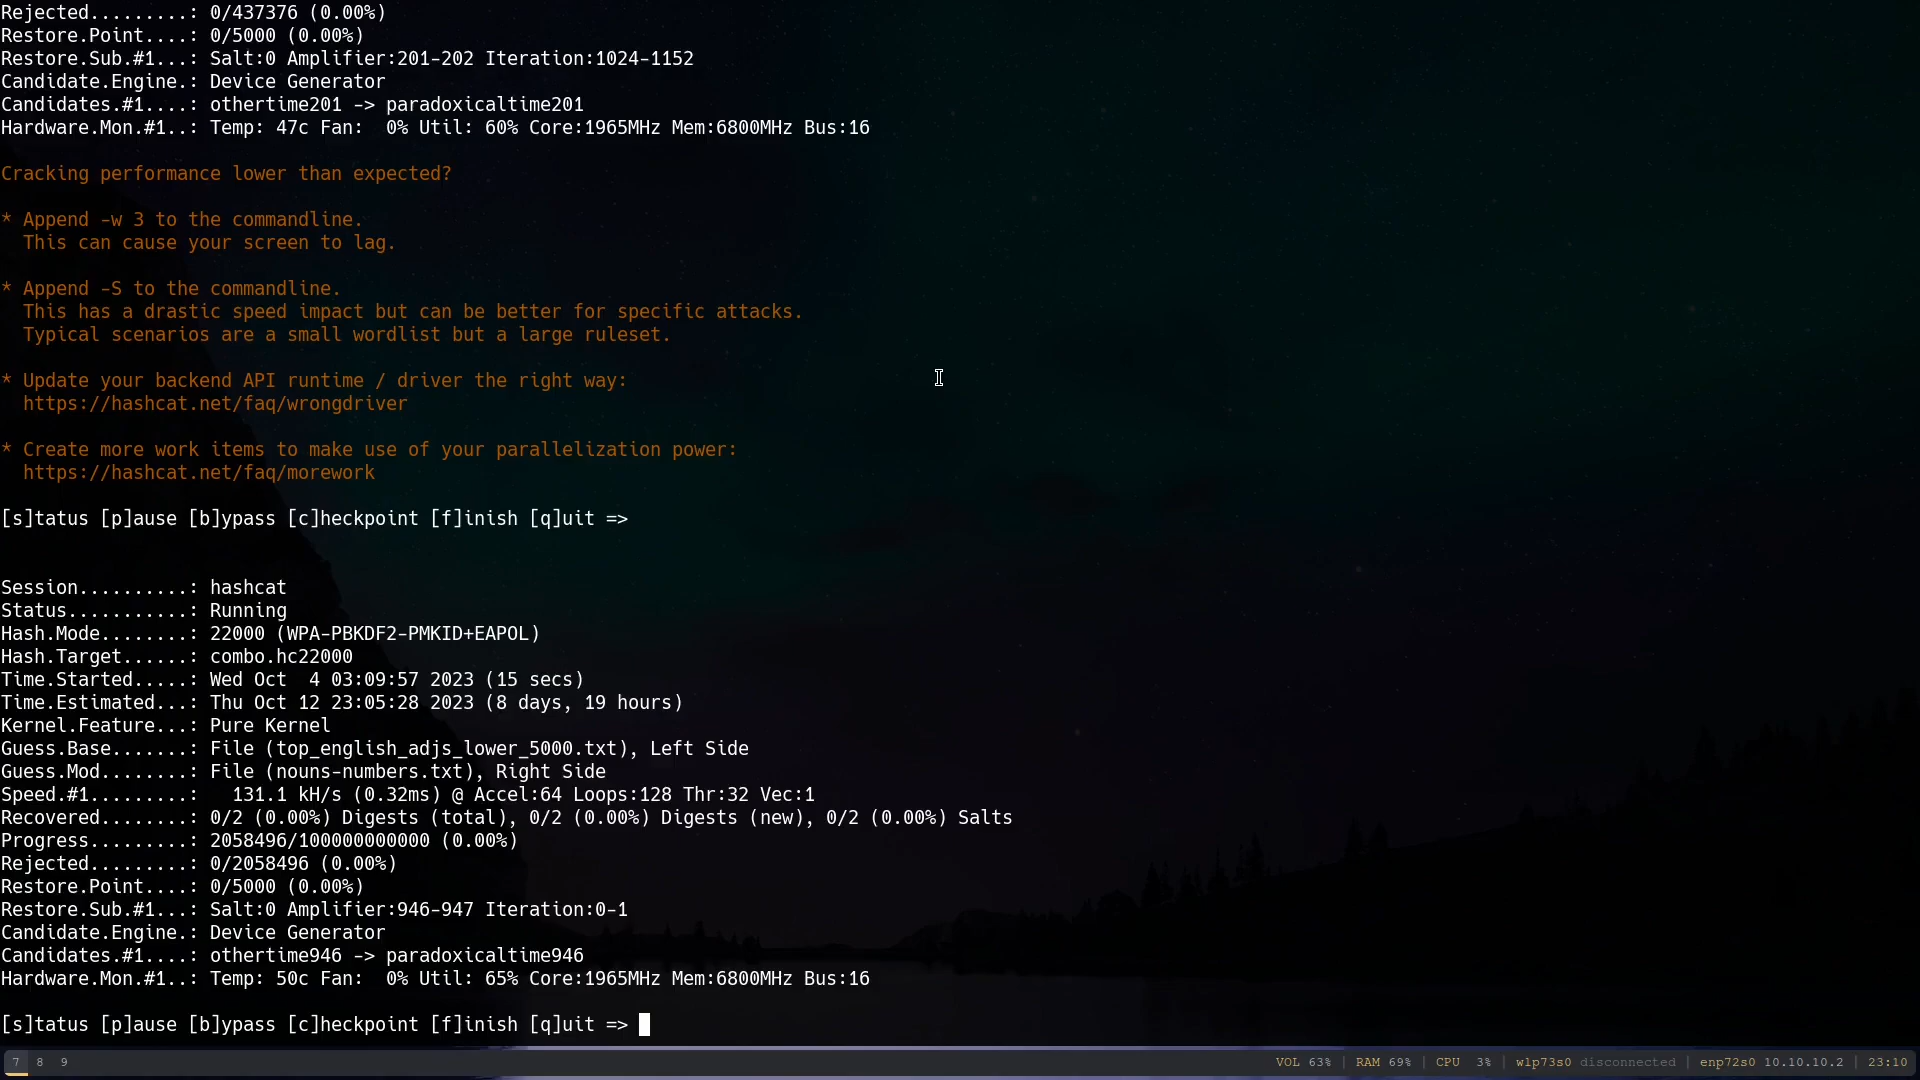 Rejected.........: 0/437376 (0.00%)
Restore.Point....: 0/5000 (0.00%)
Restore.Sub.#1...: Salt:0 Amplifier:201-202 Iteration:1024-1152
Candidate.Engine.: Device Generator
Candidates.#1....: othertime201 -> paradoxicaltime201
Hardware.Mon.#1..: Temp: 47c Fan:  0% Util: 60% Core:1965MHz Mem:6800MHz Bus:16
Cracking performance lower than expected?
* Append -w 3 to the commandline.
  This can cause your screen to lag.
* Append -S to the commandline.
  This has a drastic speed impact but can be better for specific attacks.
  Typical scenarios are a small wordlist but a large ruleset.
* Update your backend API runtime / driver the right way:
  https://hashcat.net/faq/wrongdriver
* Create more work items to make use of your parallelization power:
  https://hashcat.net/faq/morework
[s]tatus [p]ause [b]ypass [c]heckpoint [f]inish [q]uit =>
Session..........: hashcat
Status...........: Running
Hash.Mode........: 22000 (WPA-PBKDF2-PMKID+EAPOL)
Hash.Target......: combo.hc22000
Time.Started.....: Wed Oct  4 03:09:57 2023 (15 secs)
Time.Estimated...: Thu Oct 12 23:05:28 2023 (8 days, 19 hours)
Kernel.Feature...: Pure Kernel
Guess.Base.......: File (top_english_adjs_lower_5000.txt), Left Side
Guess.Mod........: File (nouns-numbers.txt), Right Side
Speed.#1.........:   131.1 kH/s (0.32ms) @ Accel:64 Loops:128 Thr:32 Vec:1
Recovered........: 0/2 (0.00%) Digests (total), 0/2 (0.00%) Digests (new), 0/2 (0.00%) Salts
Progress.........: 2058496/100000000000 (0.00%)
Rejected.........: 0/2058496 (0.00%)
Restore.Point....: 0/5000 (0.00%)
Restore.Sub.#1...: Salt:0 Amplifier:946-947 Iteration:0-1
Candidate.Engine.: Device Generator
Candidates.#1....: othertime946 -> paradoxicaltime946
Hardware.Mon.#1..: Temp: 50c Fan:  0% Util: 65% Core:1965MHz Mem:6800MHz Bus:16
[s]tatus [p]ause [b]ypass [c]heckpoint [f]inish [q]uit =>
7 8 9 VOL 63% | RAM 69% | CPU 3% | wlp73s0 disconnected | enp72s0 10.10.10.2 | 23:10